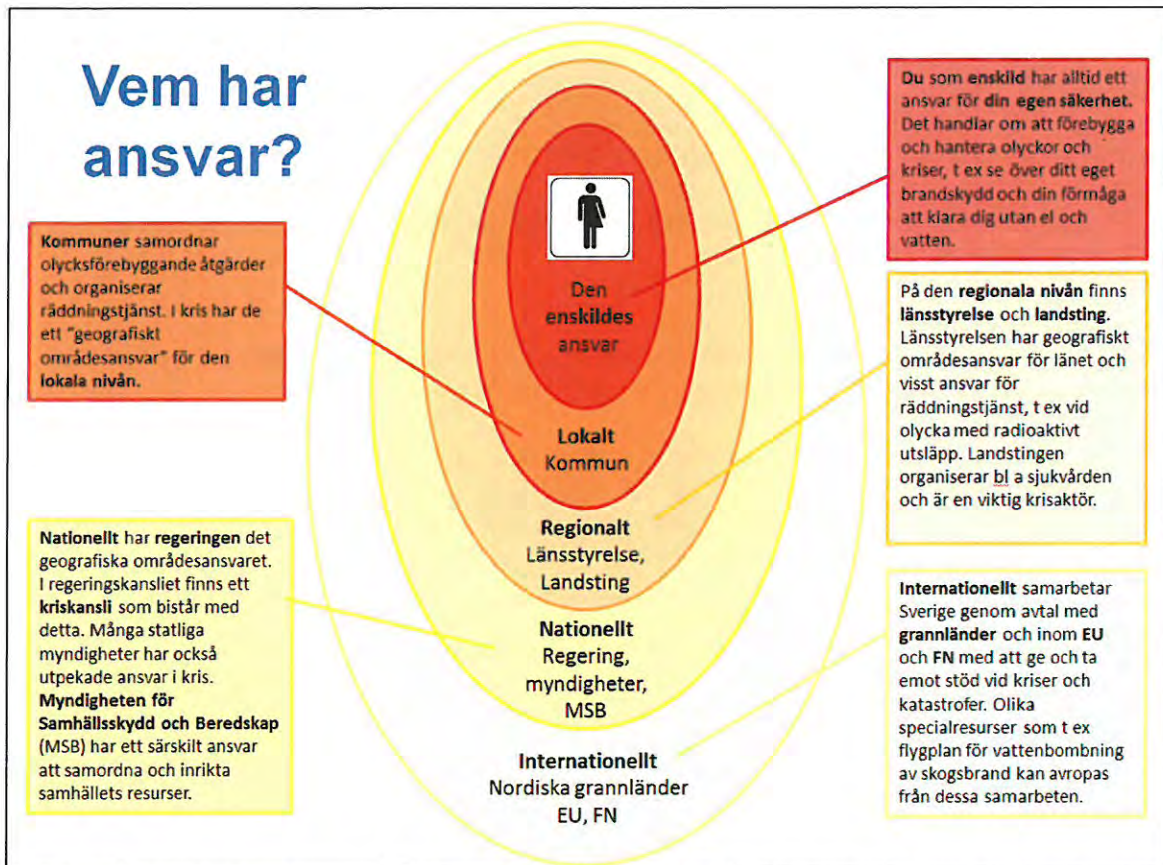 Vem har
ansvar?
Kommuner samordnar
olycksförebyggande åtgärder
och organiserar
räddningstjänst. I kris har de
ett "geografiskt
områdesansvar" för den
lokala nivån.
Nationellt har regeringen det
geografiska områdesansvaret.
I regeringskansliet finns ett
kriskansli som bistår med
detta. Många statliga
myndigheter har också
utpekade ansvar i kris.
Myndigheten för
Samhällsskydd och Beredskap
(MSB) har ett särskilt ansvar
att samordna och inrikta
samhällets resurser.
Den
enskildes
ansvar
Lokalt
Kommun
Regionalt
Länsstyrelse,
Landsting
Nationellt
Regering,
myndigheter,
MSB
Internationellt
Nordiska grannländer
EU, FN
Du som enskild har alltid ett
ansvar för din egen säkerhet.
Det handlar om att förebygga
och hantera olyckor och
kriser, t ex se över ditt eget
brandskydd och din förmåga
att klara dig utan el och
vatten.
På den regionala nivån finns
länsstyrelse och landsting.
Länsstyrelsen har geografiskt
områdesansvar för länet och
visst ansvar för
räddningstjänst, t ex vid
olycka med radioaktivt
utsläpp. Landstingen
organiserar bl a sjukvården
och är en viktig krisaktör.
Internationellt samarbetar
Sverige genom avtal med
grannländer och inom EU
och FN med att ge och ta
emot stöd vid kriser och
katastrofer. Olika
specialresurser som t ex
flygplan för vattenbombning
av skogsbrand kan avropas
från dessa samarbeten.